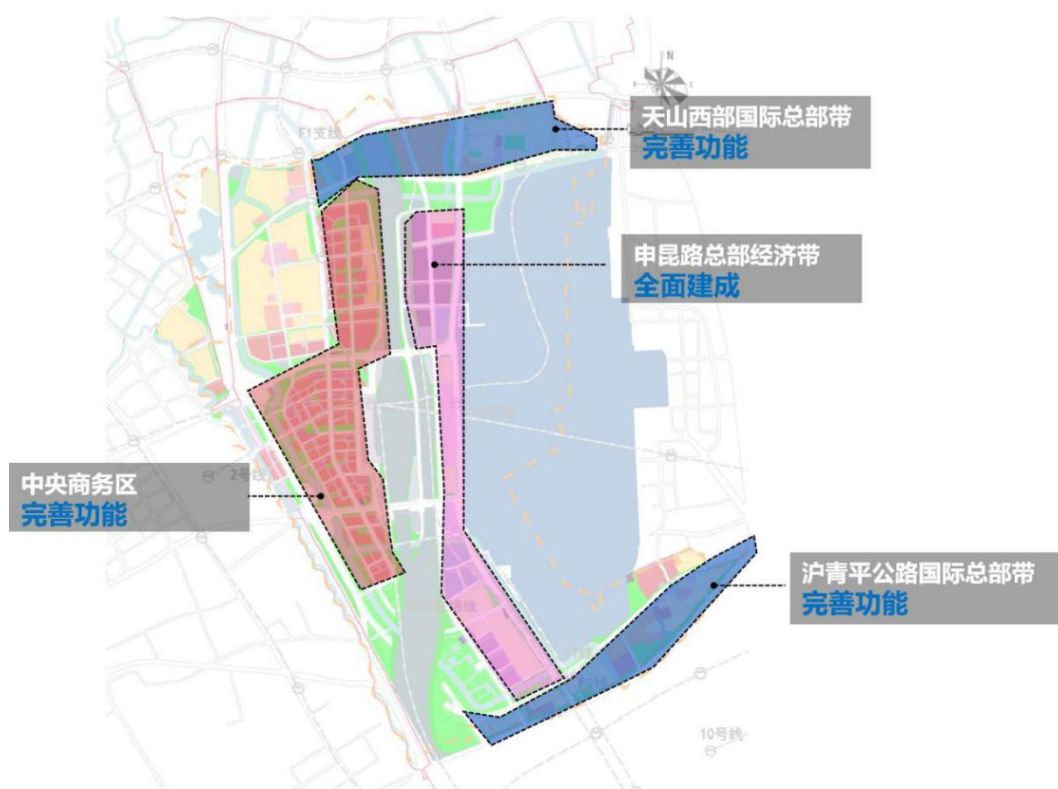 N
天山西部国际总部带
完善功能
F1支线
申昆路总部经济带
全面建成
中央商务区
完善功能
2号线
沪青平公路国际总部带
完善功能
10号线